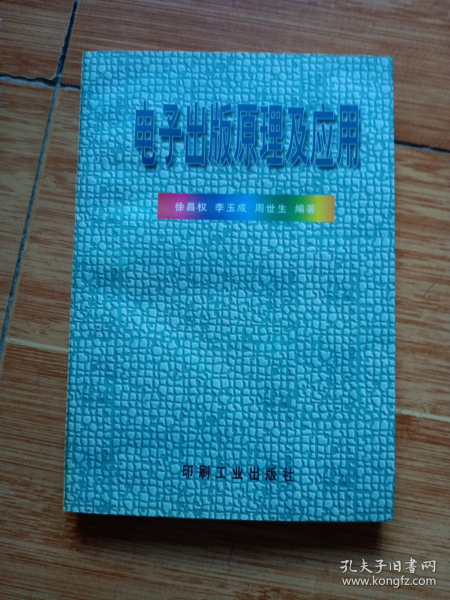 电子出版原理及应用
徐昌权 李玉成 周世生 编著
印刷工业出版社
孔夫子旧书网
www.kongfz.com